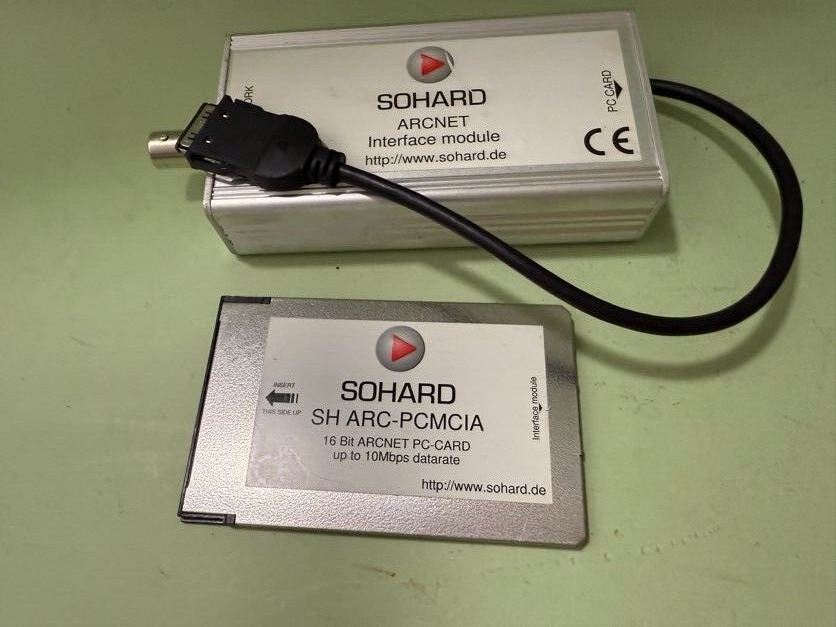 SOHARD
ARCNET
Interface module
http://www.sohard.de
PC CARD
CE
SOHARD
SH ARC-PCMCIA
16 Bit ARCNET PC-CARD
up to 10Mbps datarate
http://www.sohard.de
INSERT
THIS SIDE UP
Interface module